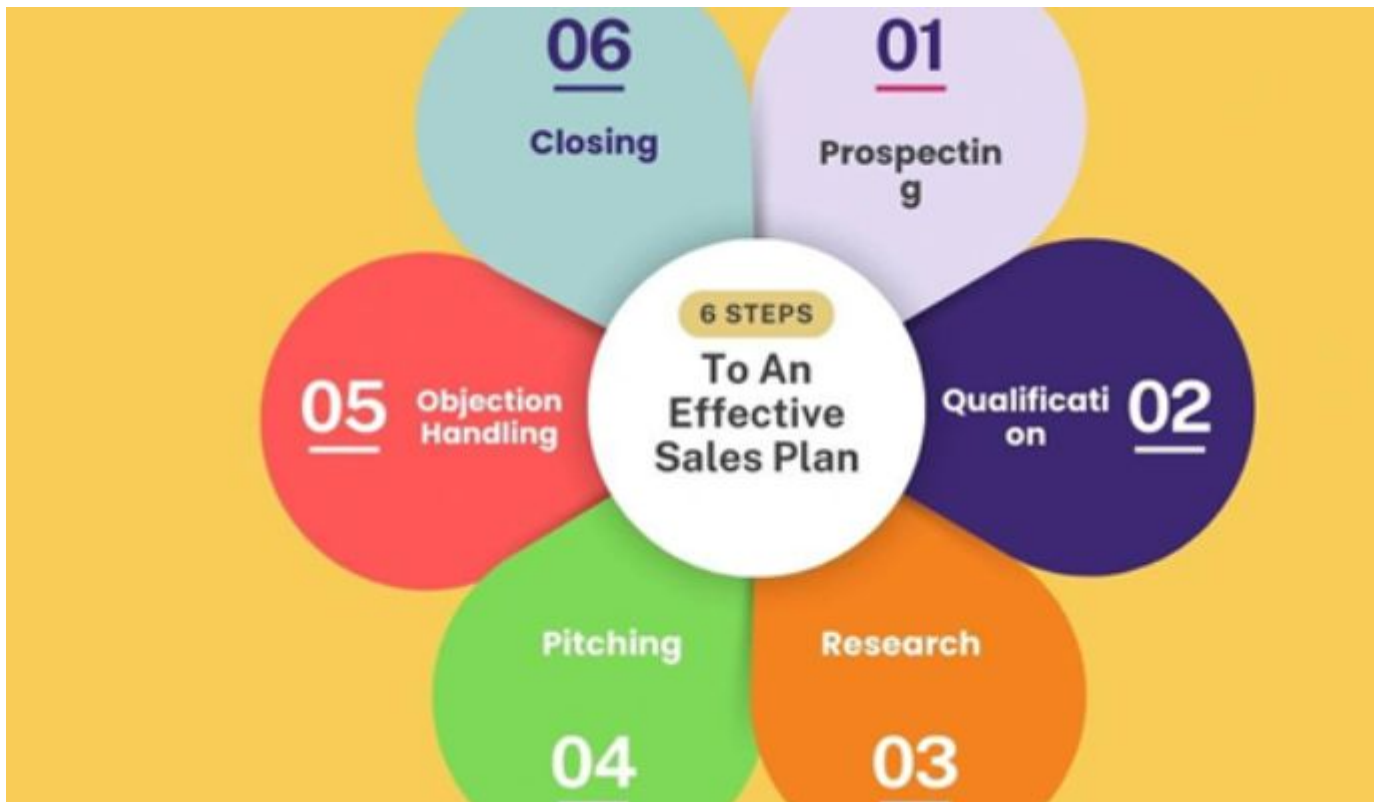 6 STEPS
To An
Effective
Sales Plan
01
Prospectin
g
Qualificati
on
02
Research
03
Pitching
04
05
Objection
Handling
06
Closing